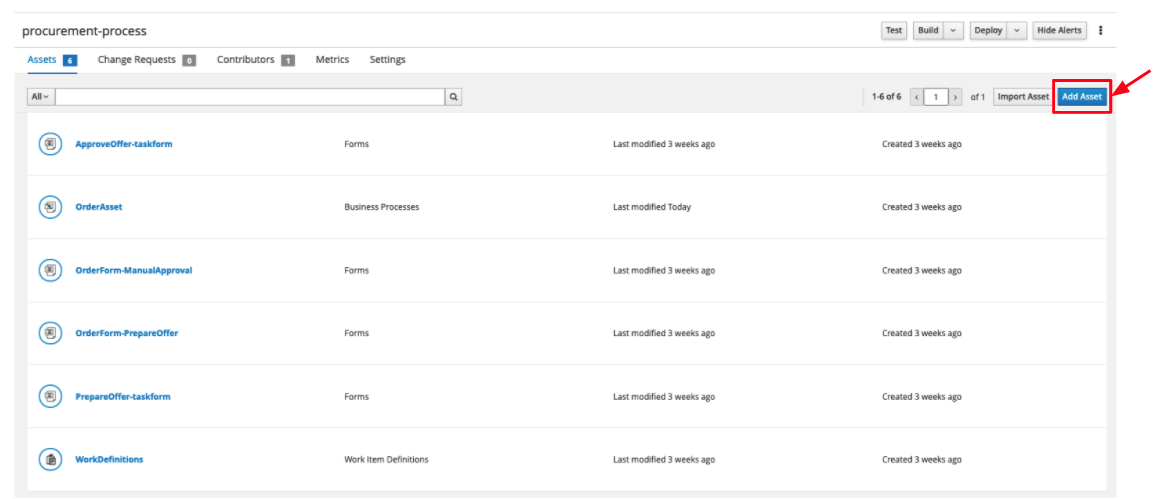 procurement-process Test Build Deploy Hide Alerts
Assets 6 Change Requests 0 Contributors 1 Metrics Settings
All 1-6 of 6 < 1 > of 1 Import Asset Add Asset
ApproveOffer-taskform Forms Last modified 3 weeks ago Created 3 weeks ago
OrderAsset Business Processes Last modified Today Created 3 weeks ago
OrderForm-ManualApproval Forms Last modified 3 weeks ago Created 3 weeks ago
OrderForm-PrepareOffer Forms Last modified 3 weeks ago Created 3 weeks ago
PrepareOffer-taskform Forms Last modified 3 weeks ago Created 3 weeks ago
WorkDefinitions Work Item Definitions Last modified 3 weeks ago Created 3 weeks ago